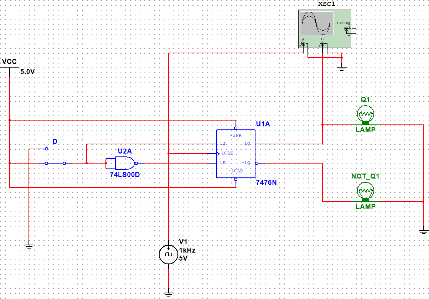 XSC1
VCC
5.0V
Q1
LAMP
D
U2A
74LS00D
U1A
7476N
NOT_Q1
LAMP
V1
1kHz
5V